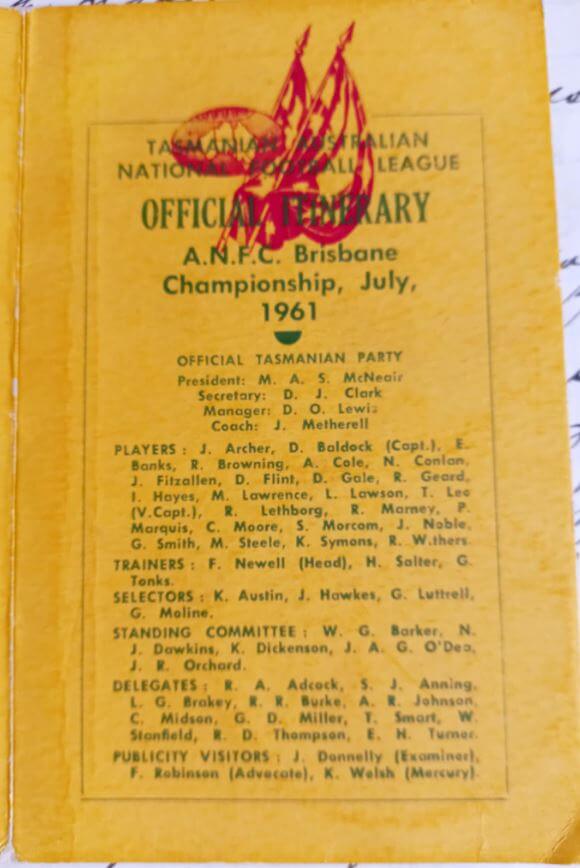 TASMANIAN AUSTRALIAN
NATIONAL FOOTBALL LEAGUE
OFFICIAL ITINERARY
A.N.F.C. Brisbane
Championship, July,
1961
OFFICIAL TASMANIAN PARTY
President: M. A. S. McNeair
Secretary: D. J. Clark
Manager: D. O. Lewis
Coach: J. Metherell
PLAYERS : J. Archer, D. Baldock (Capt.), E.
Banks, R. Browning, A. Cole, N. Conlan,
J. Fitzallen, D. Flint, D. Gale, R. Geard,
I. Hayes, M. Lawrence, L. Lawson, T. Lee
(V.Capt.), R. Lethborg, R. Marney, P.
Marquis, C. Moore, S. Morcom, J. Noble,
G. Smith, M. Steele, K. Symons, R. Withers.
TRAINERS : F. Newell (Head), H. Salter, G.
Tonks.
SELECTORS : K. Austin, J. Hawkes, G. Luttrell,
G. Moline.
STANDING COMMITTEE : W. G. Barker, N.
J. Dawkins, K. Dickenson, J. A. G. O'Dea,
J. R. Orchard.
DELEGATES : R. A. Adcock, S. J. Anning,
L. G. Brakey, R. R. Burke, A. R. Johnson,
C. Midson, G. D. Miller, T. Smart, W.
Stanfield, R. D. Thompson, E. H. Turner.
PUBLICITY VISITORS : J. Donnelly (Examiner),
F. Robinson (Advocate), K. Welsh (Mercury).